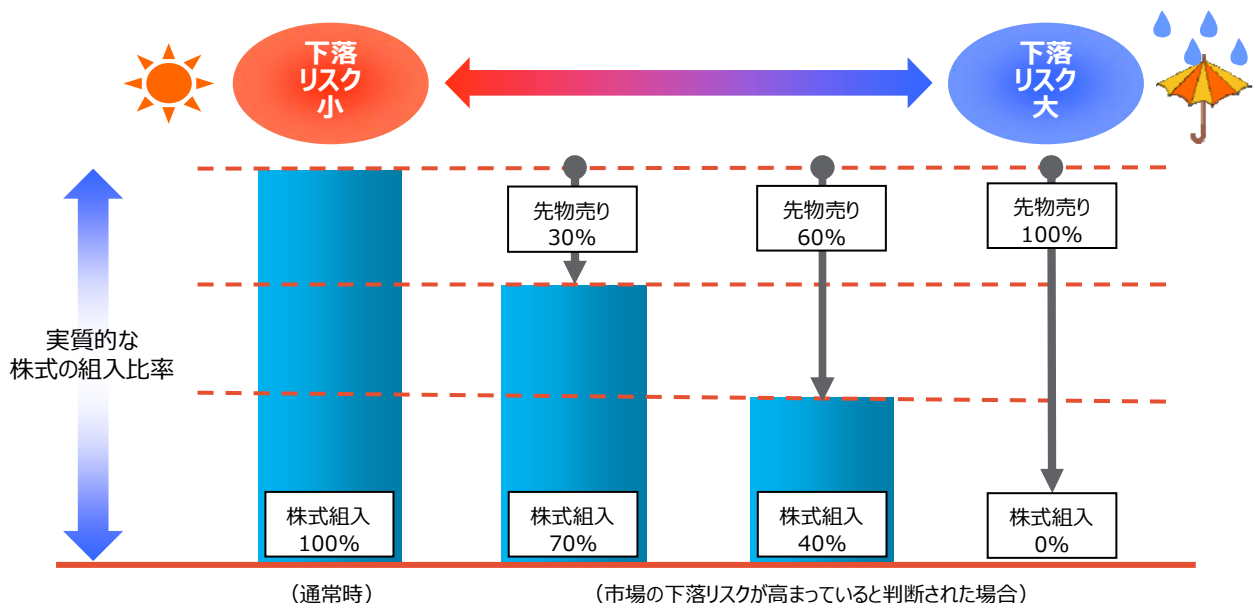 下落
リスク
小
下落
リスク
大
先物売り
30%
先物売り
60%
先物売り
100%
実質的な
株式の組入比率
株式組入
100%
株式組入
70%
株式組入
40%
株式組入
0%
（通常時）
（市場の下落リスクが高まっていると判断された場合）